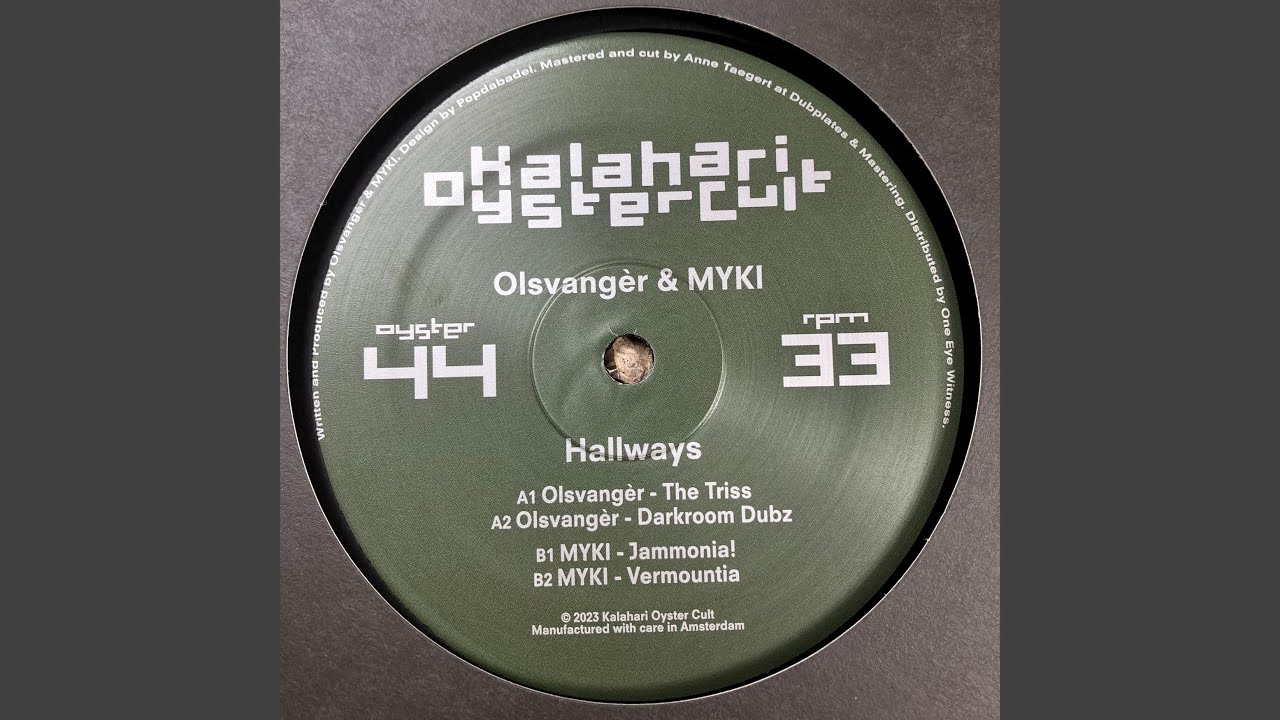 Written and Produced by Olsvangèr & MYKI. Design by Popdabadel. Mastered and cut by Anne Taegert at Dubplates & Mastering. Distributed by One Eye Witness.
Kalahari
oystercult
Olsvangèr & MYKI
oyster
44
rpm
33
Hallways
A1 Olsvangèr - The Triss
A2 Olsvangèr - Darkroom Dubz
B1 MYKI - Jammonia!
B2 MYKI - Vermountia
© 2023 Kalahari Oyster Cult
Manufactured with care in Amsterdam